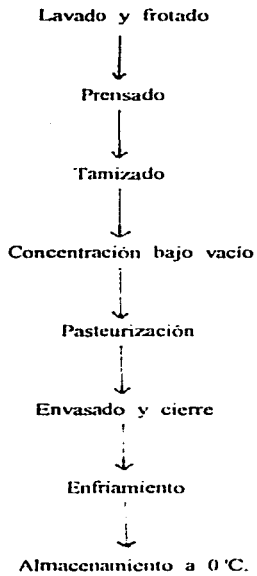 Lavado y frotado
Prensado
Tamizado
Concentración bajo vacío
Pasteurización
Envasado y cierre
Enfriamiento
Almacenamiento a 0 °C.